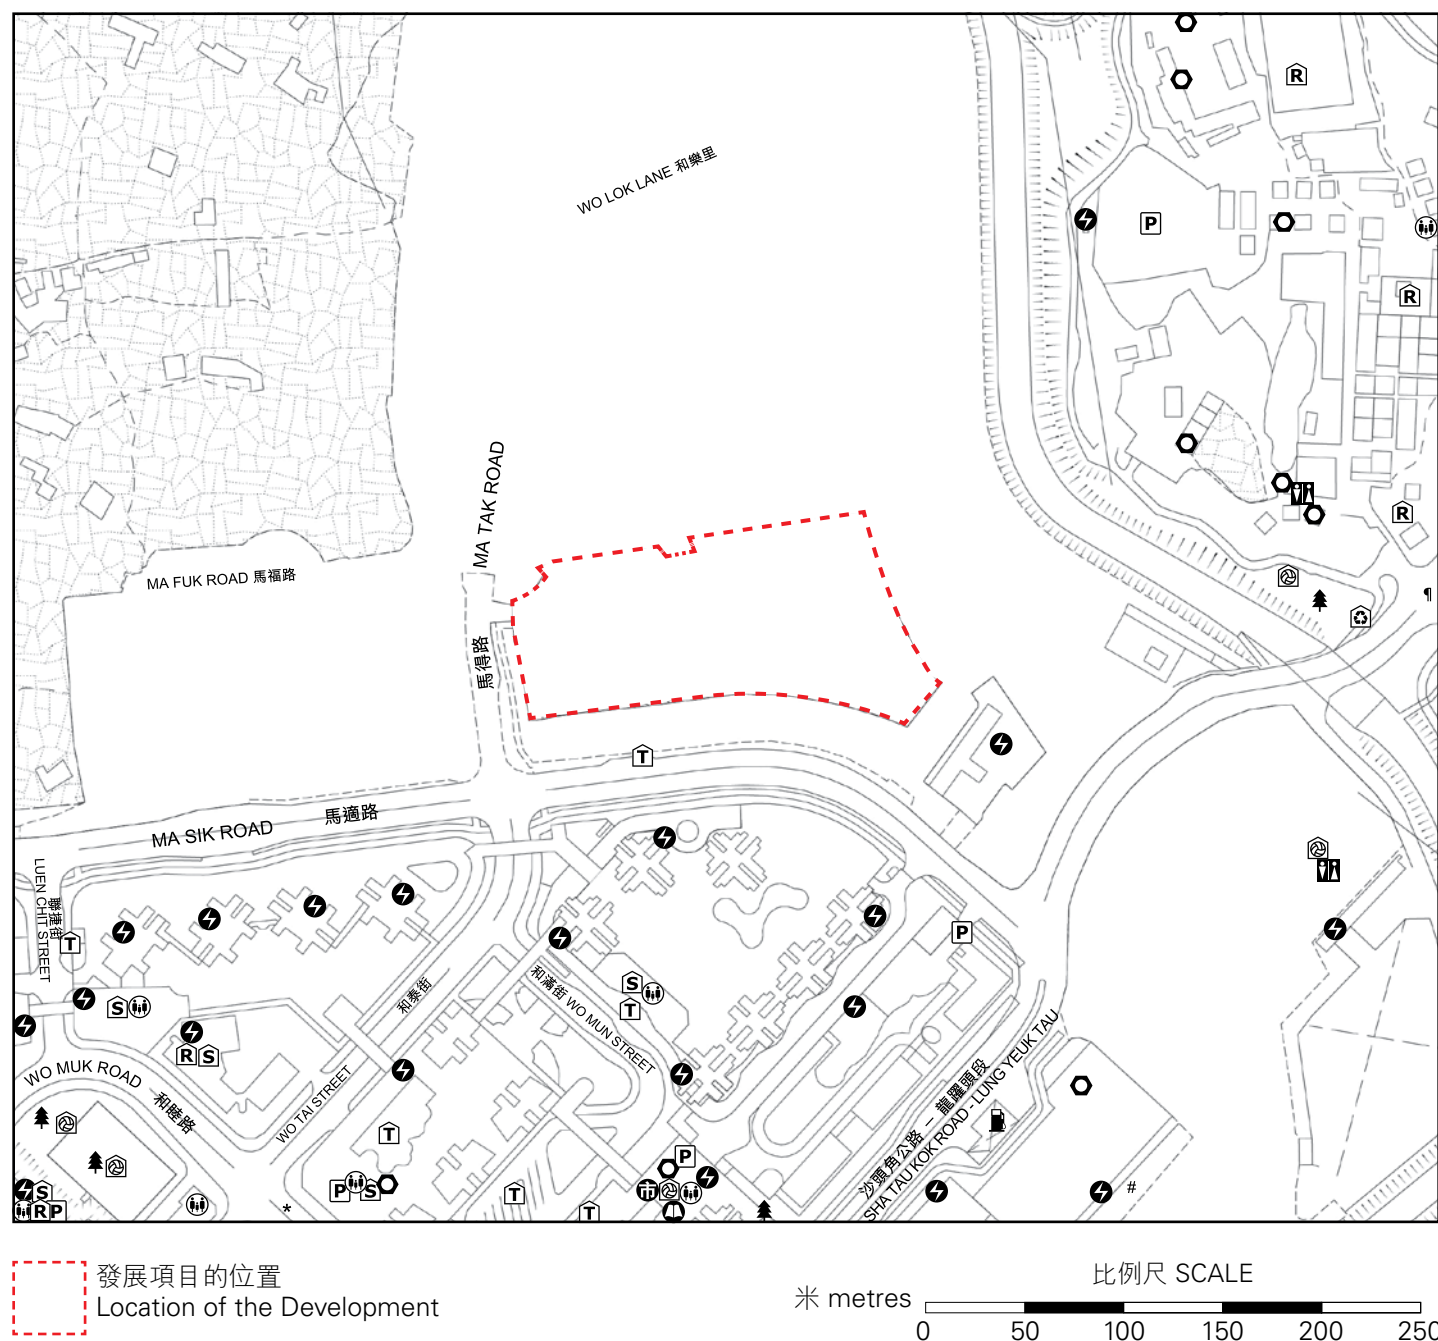 WO LOK LANE 和樂里
R
P
R
R
MA TAK ROAD
馬得路
MA FUK ROAD 馬福路
T
MA SIK ROAD
馬適路
LUEN CHIT STREET
聯捷街
T
P
和泰街
WO TAI STREET
和滿街 WO MUN STREET
S
T
S
R S
WO MUK ROAD
和睦路
沙頭角公路 – 龍躍頭段
SHA TAU KOK ROAD - LUNG YEUK TAU
¶
T
P S
T
T
P
市
S
R P
*
#
發展項目的位置
Location of the Development
比例尺 SCALE
米 metres
0 50 100 150 200 250